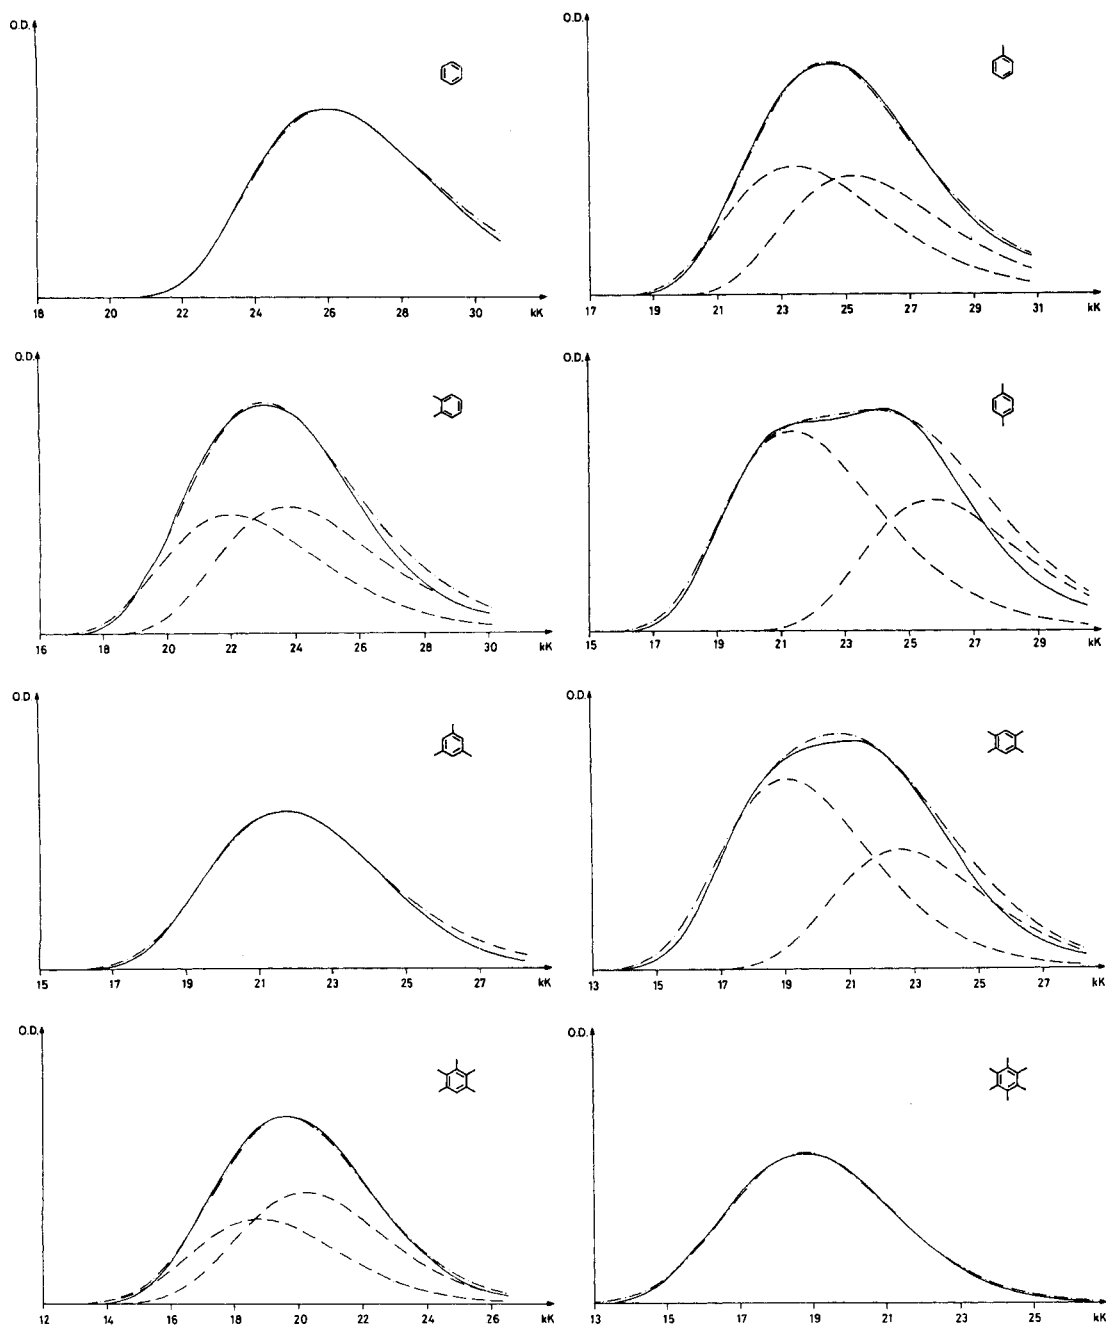 O.D.
18 20 22 24 26 28 30 kK
O.D.
17 19 21 23 25 27 29 31 kK
O.D.
16 18 20 22 24 26 28 30 kK
O.D.
15 17 19 21 23 25 27 29 kK
O.D.
15 17 19 21 23 25 27 kK
O.D.
13 15 17 19 21 23 25 27 kK
O.D.
12 14 16 18 20 22 24 26 kK
O.D.
13 15 17 19 21 23 25 kK